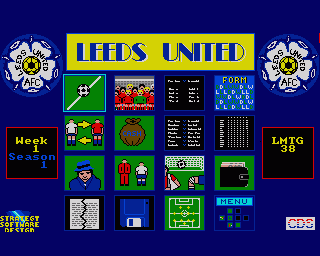 LEEDS UNITED
LEEDS UNITED
AFC
LEEDS UNITED
AFC
FORM
Week
1
Season
1
LMTG
38
MENU
STRATEGY
SOFTWARE
DESIGN
CDS